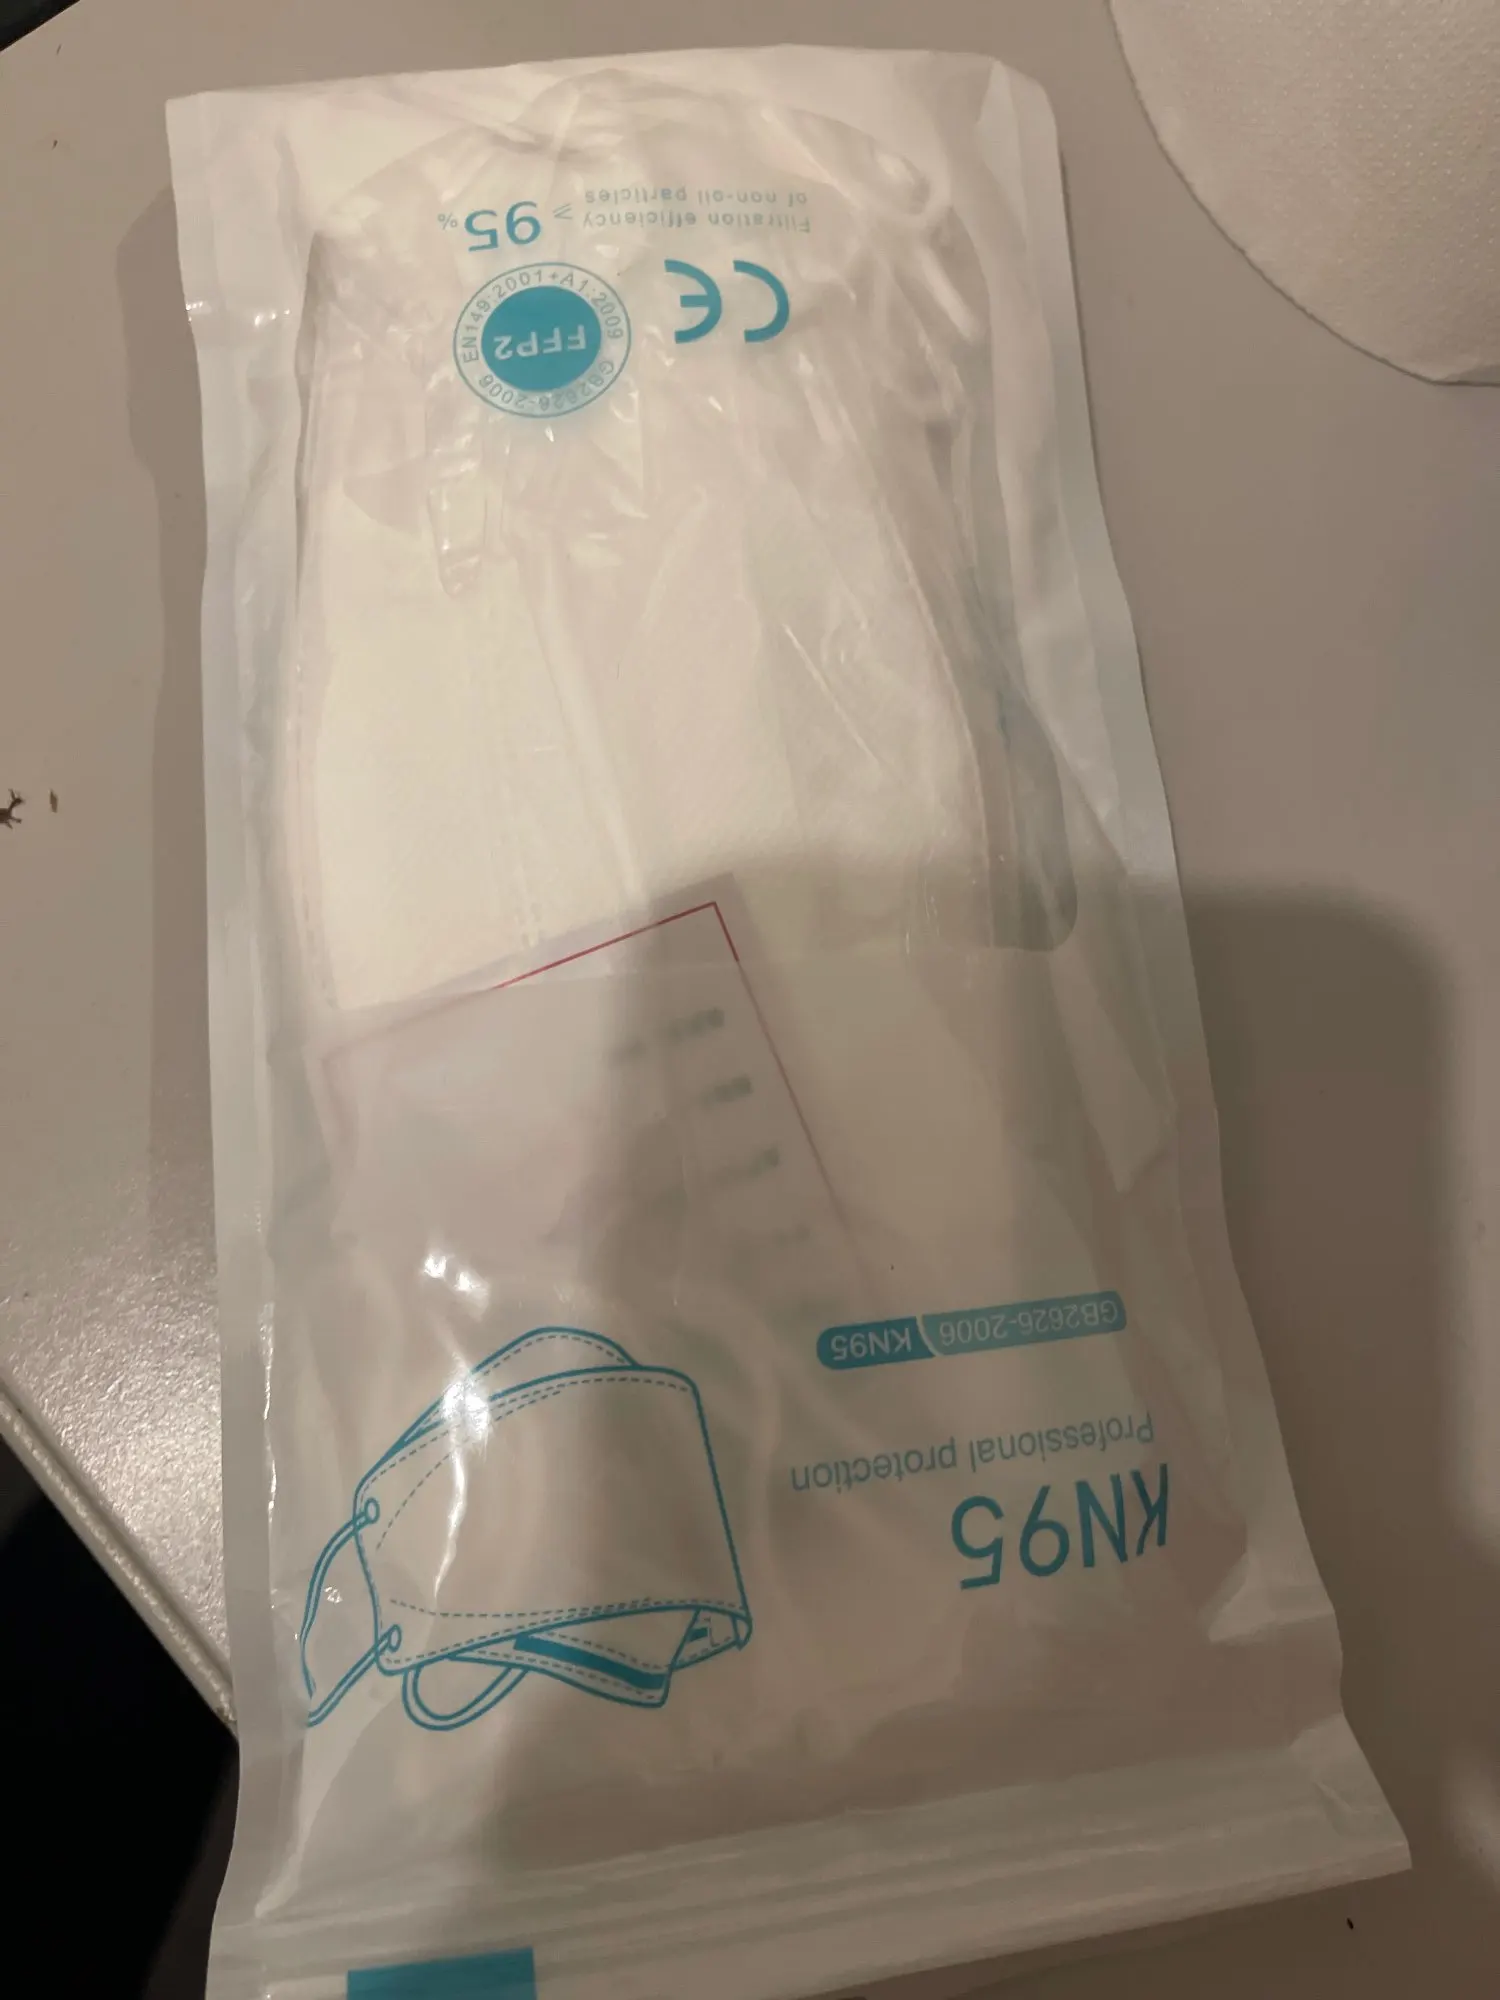 KN95
Professional protection
GB2626-2006 KN95
CE
EN149:2001+A1:2009 GB2626-2006
FFP2
Filtration efficiency ≥ 95%
of non-oil particles